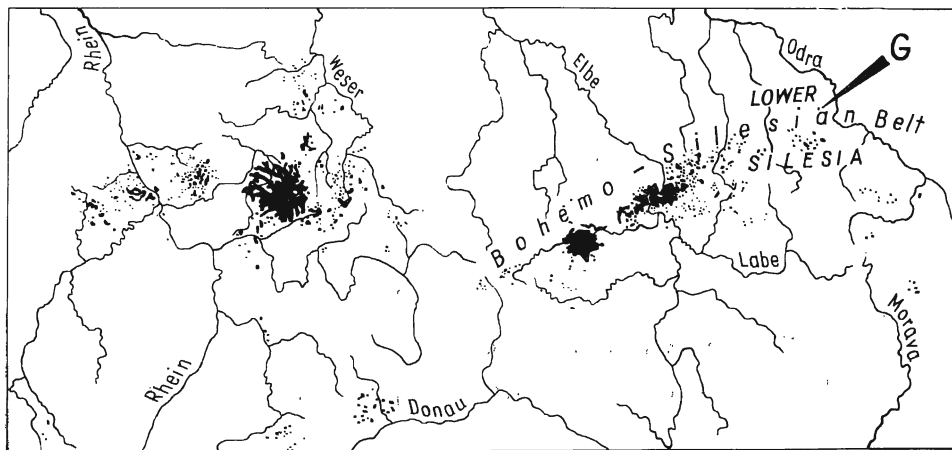 Rhein
Weser
Elbe
Odra
G
LOWER
SILESIA
Bohemo - Silesian Belt
Labe
Morava
Rhein
Donau